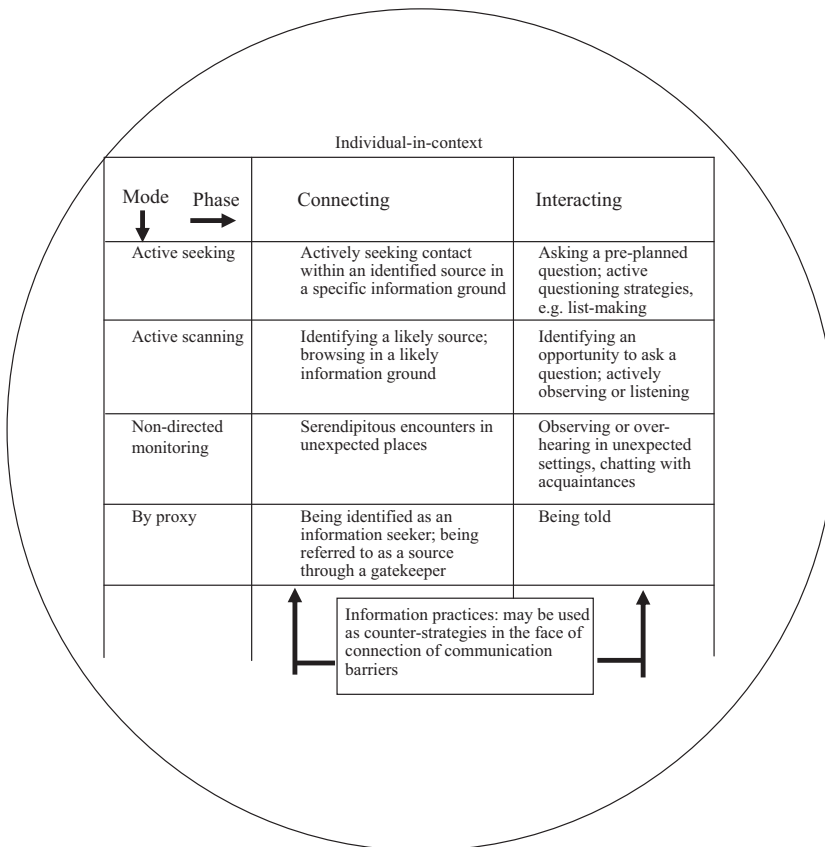 Individual-in-context
Mode Phase
Connecting
Interacting
Active seeking
Actively seeking contact
within an identified source in
a specific information ground
Asking a pre-planned
question; active
questioning strategies,
e.g. list-making
Active scanning
Identifying a likely source;
browsing in a likely
information ground
Identifying an
opportunity to ask a
question; actively
observing or listening
Non-directed
monitoring
Serendipitous encounters in
unexpected places
Observing or over-
hearing in unexpected
settings, chatting with
acquaintances
By proxy
Being identified as an
information seeker; being
referred to as a source
through a gatekeeper
Being told
Information practices: may be used
as counter-strategies in the face of
connection of communication
barriers